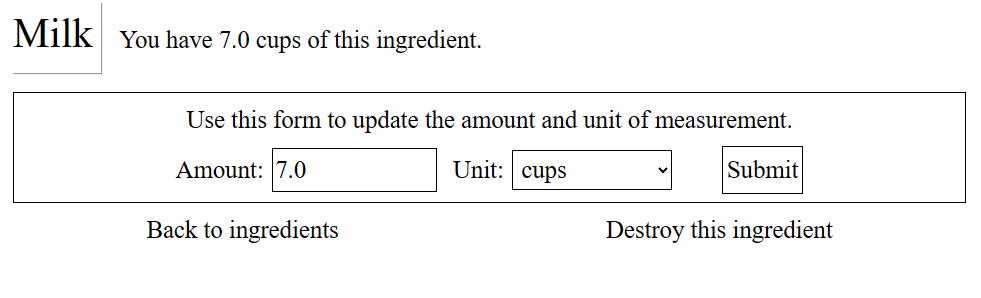 Milk You have 7.0 cups of this ingredient.
Use this form to update the amount and unit of measurement.
Amount: 7.0 Unit: cups Submit
Back to ingredients Destroy this ingredient